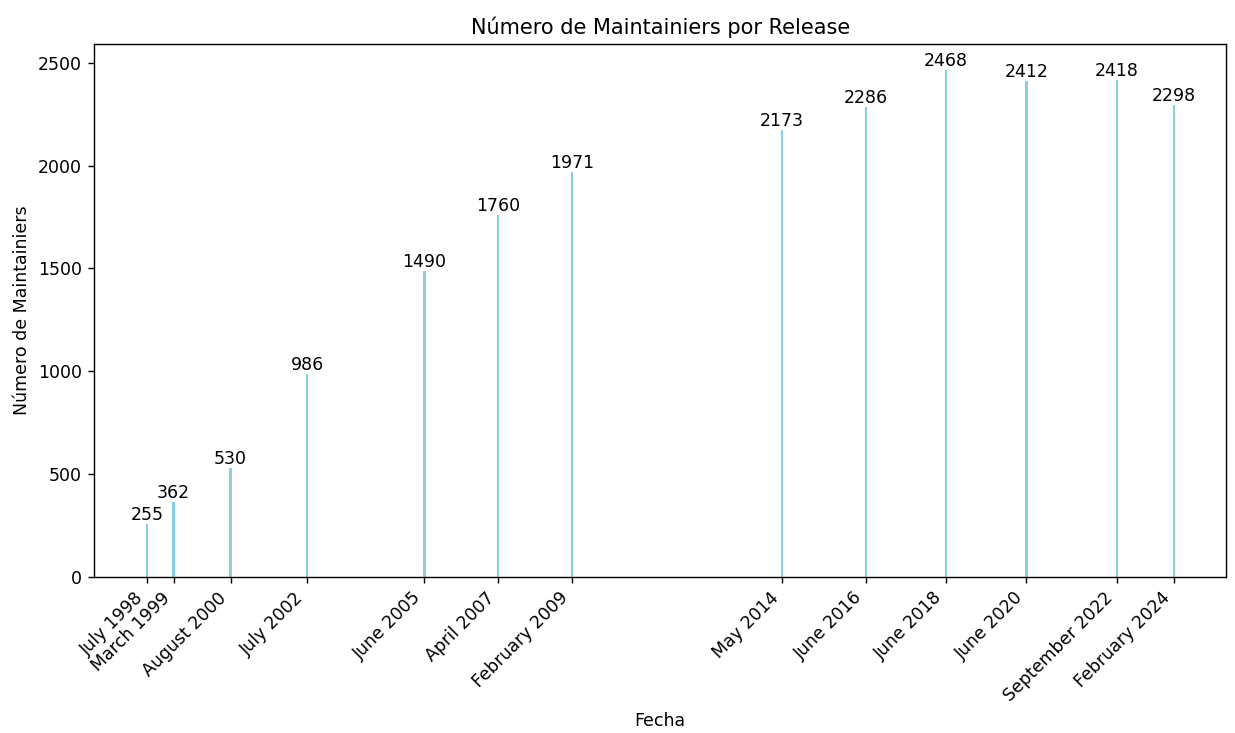 Número de Maintainiers por Release
Número de Maintainiers
2500
2000
1500
1000
500
0
255
362
530
986
1490
1760
1971
2173
2286
2468
2412
2418
2298
July 1998
March 1999
August 2000
July 2002
June 2005
April 2007
February 2009
May 2014
June 2016
June 2018
June 2020
September 2022
February 2024
Fecha